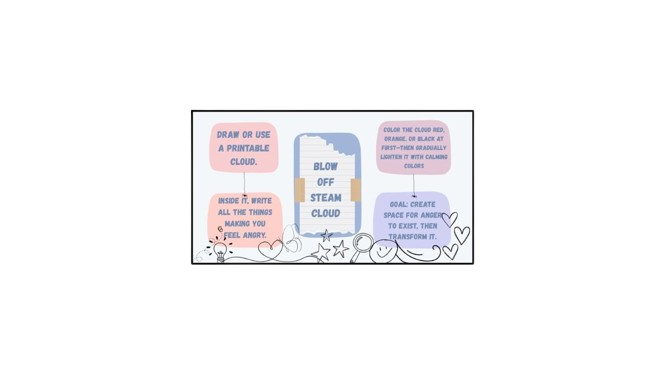 DRAW OR USE
A PRINTABLE
CLOUD.
INSIDE IT, WRITE
ALL THE THINGS
MAKING YOU
FEEL ANGRY.
BLOW
OFF
STEAM
CLOUD
COLOR THE CLOUD RED,
ORANGE, OR BLACK AT
FIRST—THEN GRADUALLY
LIGHTEN IT WITH CALMING
COLORS
GOAL: CREATE
SPACE FOR ANGER
TO EXIST, THEN
TRANSFORM IT.